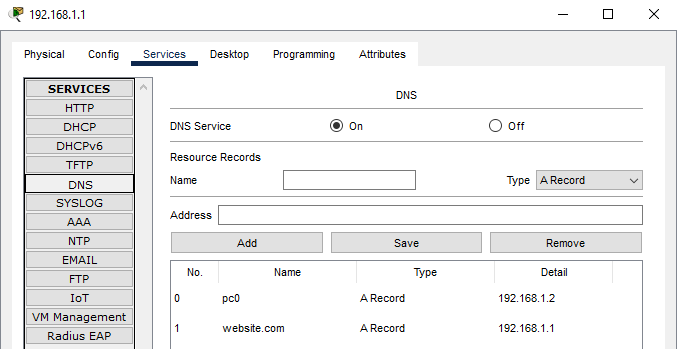 192.168.1.1
Physical Config Services Desktop Programming Attributes
SERVICES
HTTP
DHCP
DHCPv6
TFTP
DNS
SYSLOG
AAA
NTP
EMAIL
FTP
IoT
VM Management
Radius EAP
DNS
DNS Service On Off
Resource Records
Name Type A Record
Address
Add Save Remove
No. Name Type Detail
0 pc0 A Record 192.168.1.2
1 website.com A Record 192.168.1.1